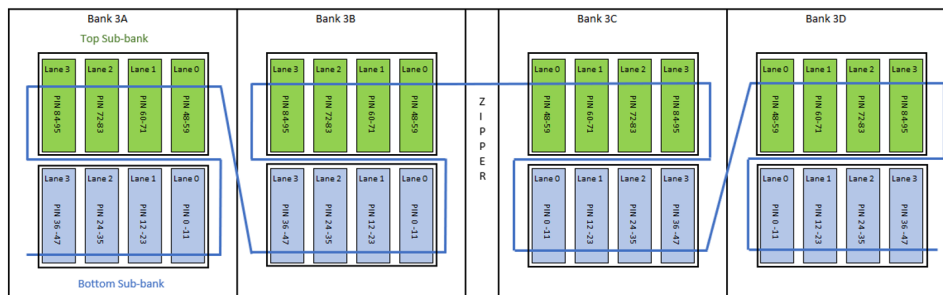 Bank 3A
Bank 3B
Bank 3C
Bank 3D
Top Sub-bank
Lane 3
Lane 2
Lane 1
Lane 0
PIN 84-95
PIN 72-83
PIN 60-71
PIN 48-59
Lane 3
Lane 2
Lane 1
Lane 0
PIN 36 -47
PIN 24 -35
PIN 12 -23
PIN 0 -11
Bottom Sub-bank
Lane 3
Lane 2
Lane 1
Lane 0
PIN 84-95
PIN 72-83
PIN 60-71
PIN 48-59
Lane 3
Lane 2
Lane 1
Lane 0
PIN 36 -47
PIN 24 -35
PIN 12 -23
PIN 0 -11
ZIPPER
Lane 0
Lane 1
Lane 2
Lane 3
PIN 48-59
PIN 60-71
PIN 72-83
PIN 84-95
Lane 0
Lane 1
Lane 2
Lane 3
PIN 0 -11
PIN 12 -23
PIN 24 -35
PIN 36 -47
Lane 0
Lane 1
Lane 2
Lane 3
PIN 48-59
PIN 60-71
PIN 72-83
PIN 84-95
Lane 0
Lane 1
Lane 2
Lane 3
PIN 0 -11
PIN 12 -23
PIN 24 -35
PIN 36 -47